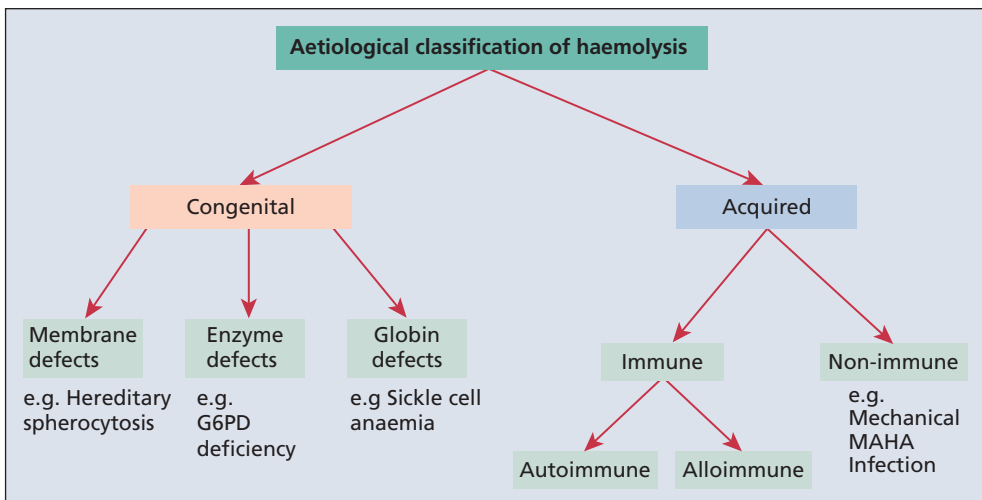 Aetiological classification of haemolysis
Congenital
Acquired
Membrane
defects
e.g. Hereditary
spherocytosis
Enzyme
defects
e.g.
G6PD
deficiency
Globin
defects
e.g Sickle cell
anaemia
Immune
Autoimmune
Alloimmune
Non-immune
e.g.
Mechanical
MAHA
Infection